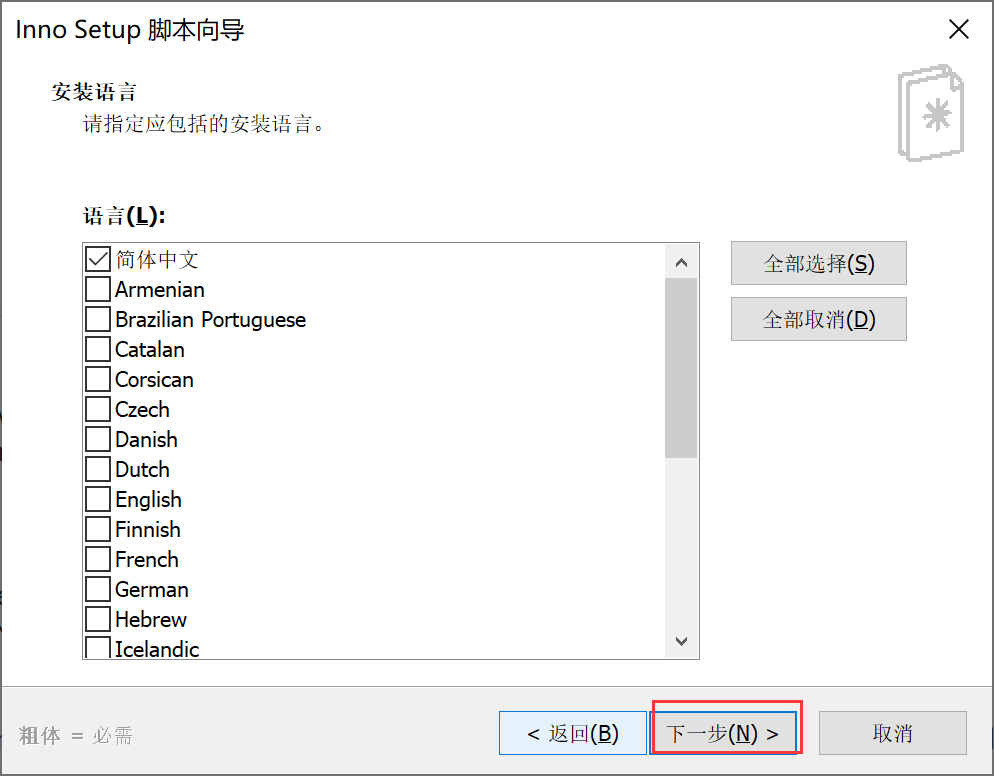 Inno Setup 脚本向导
安装语言
请指定应包括的安装语言。
语言(L):
简体中文
Armenian
Brazilian Portuguese
Catalan
Corsican
Czech
Danish
Dutch
English
Finnish
French
German
Hebrew
Icelandic
全部选择(S)
全部取消(D)
粗体 = 必需
< 返回(B)
下一步(N) >
取消